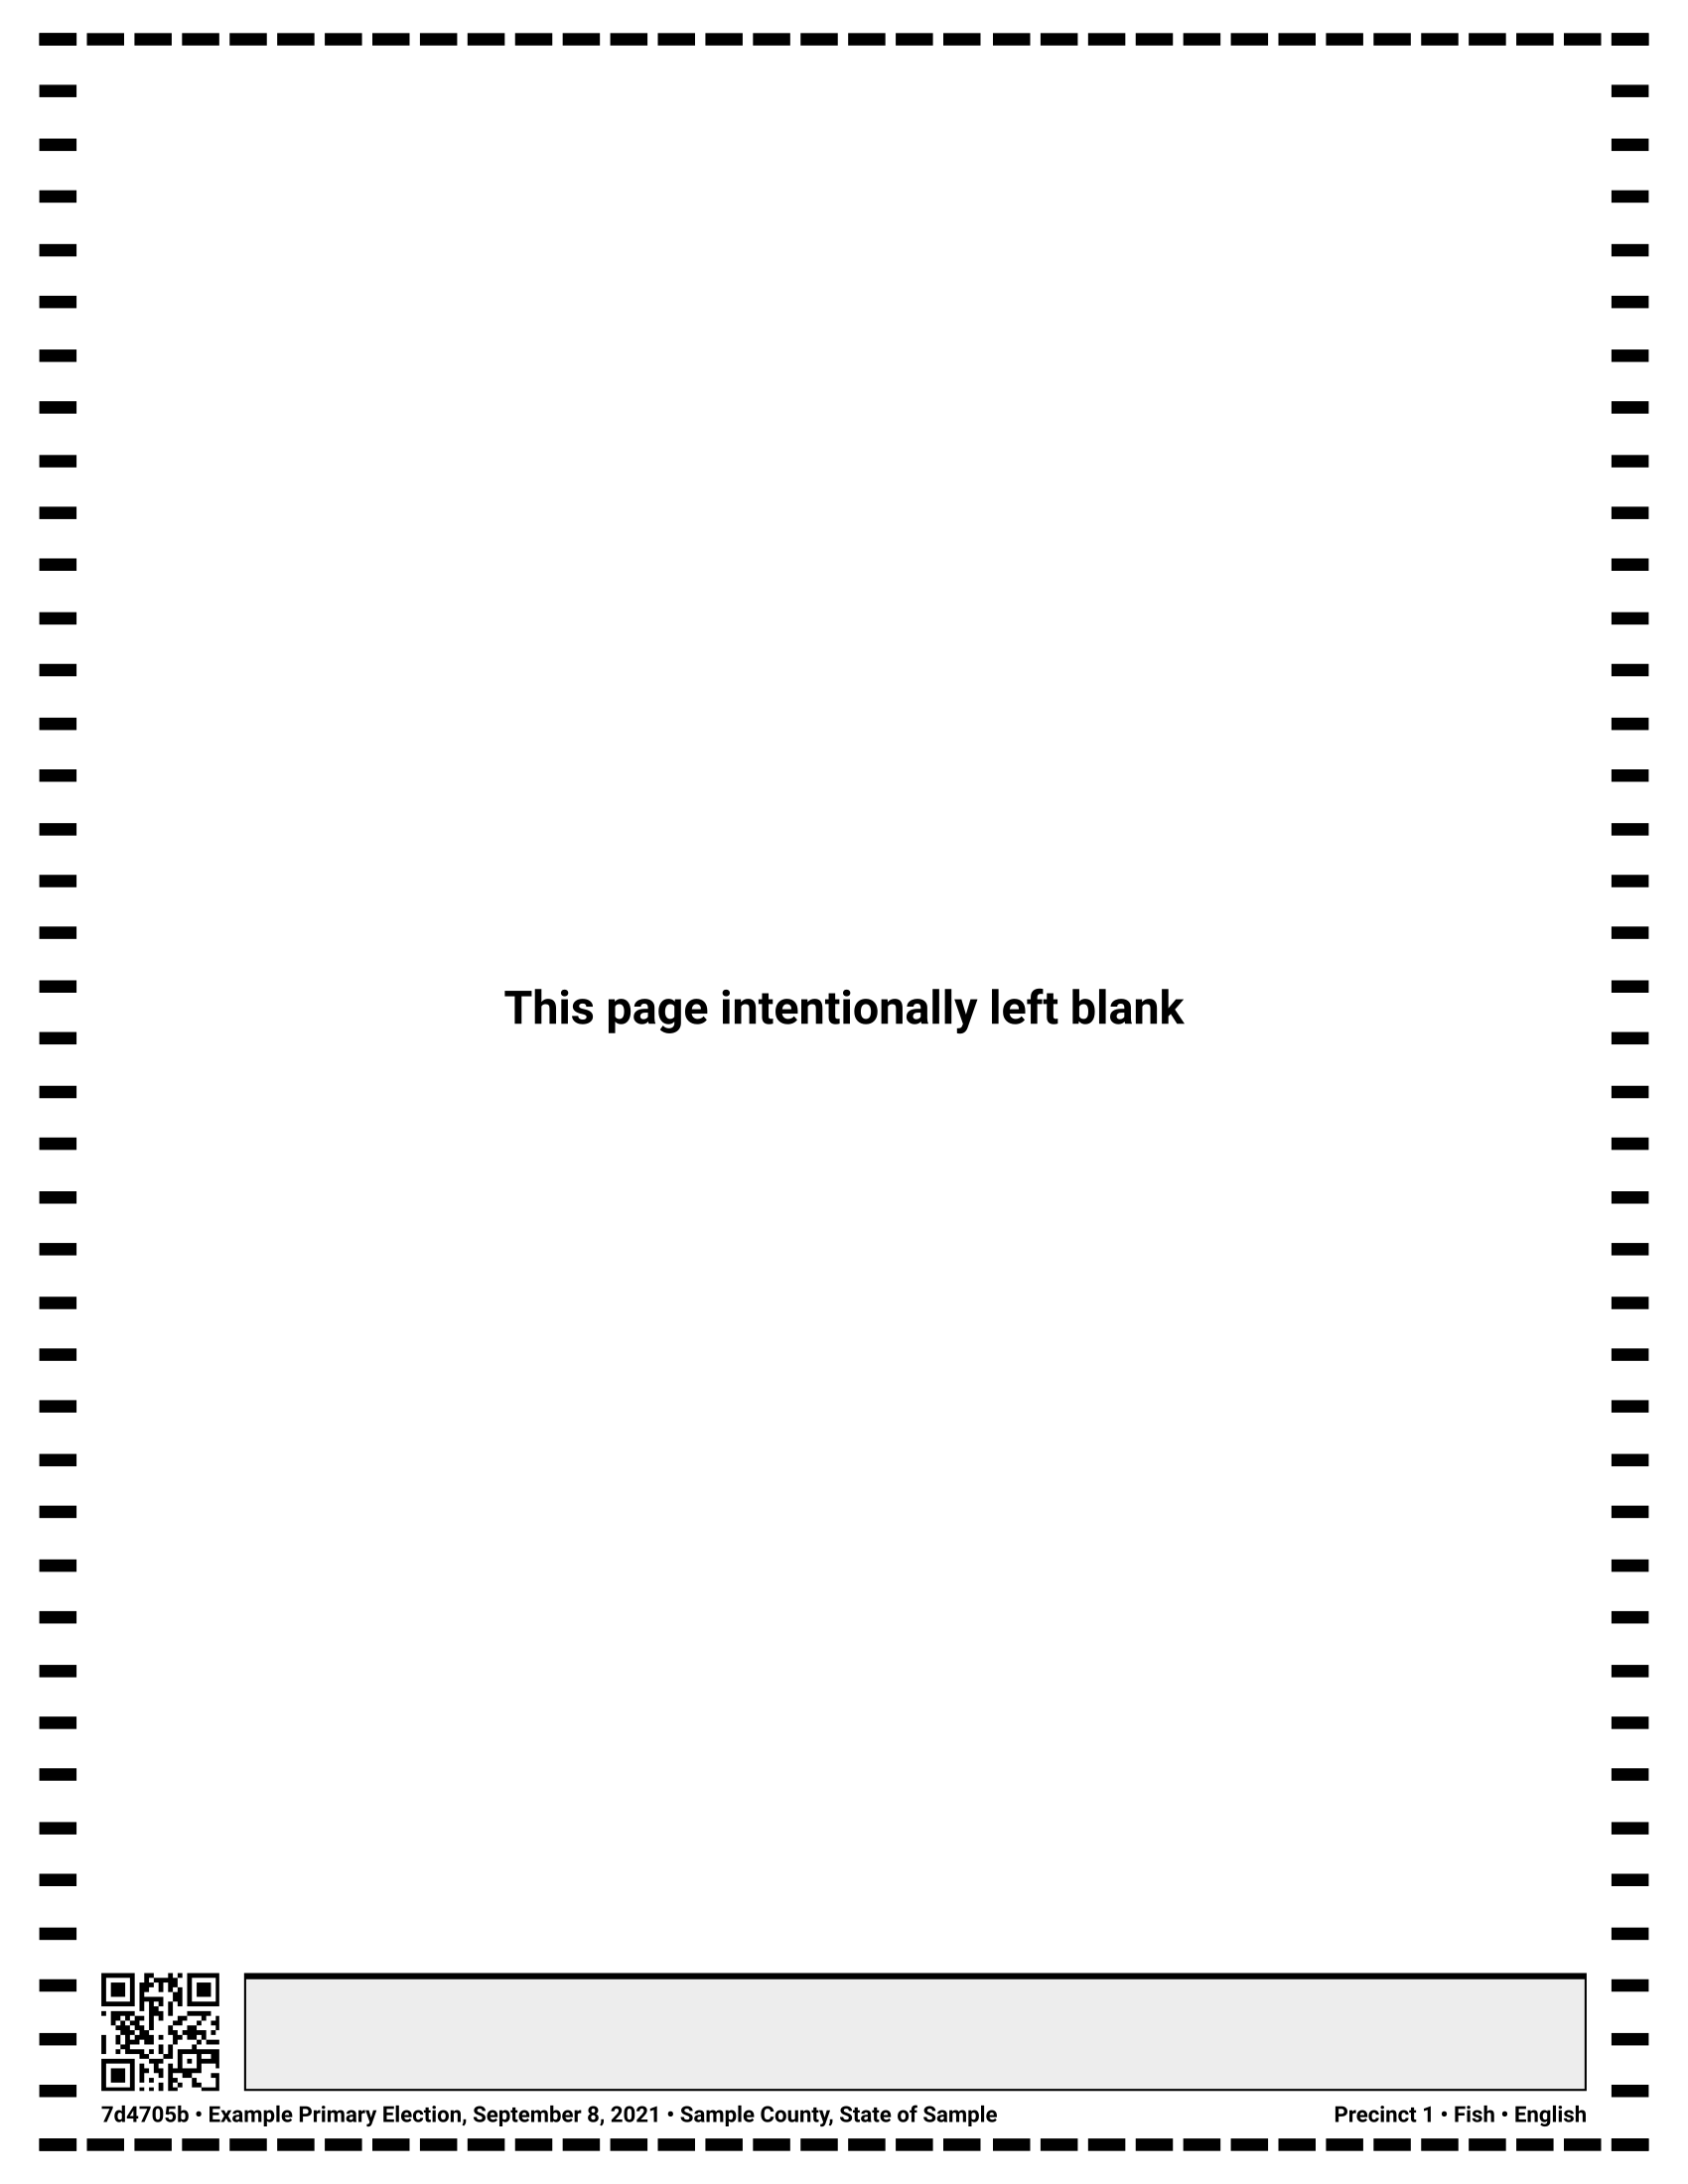 This page intentionally left blank
7d4705b • Example Primary Election, September 8, 2021 • Sample County, State of Sample
Precinct 1 • Fish • English